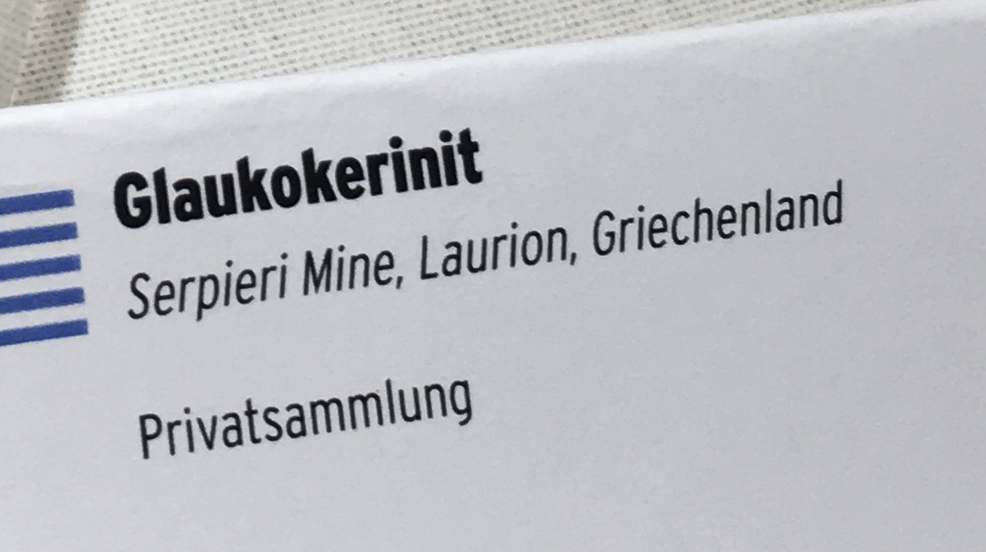 Glaukokerinit
Serpieri Mine, Laurion, Griechenland
Privatsammlung